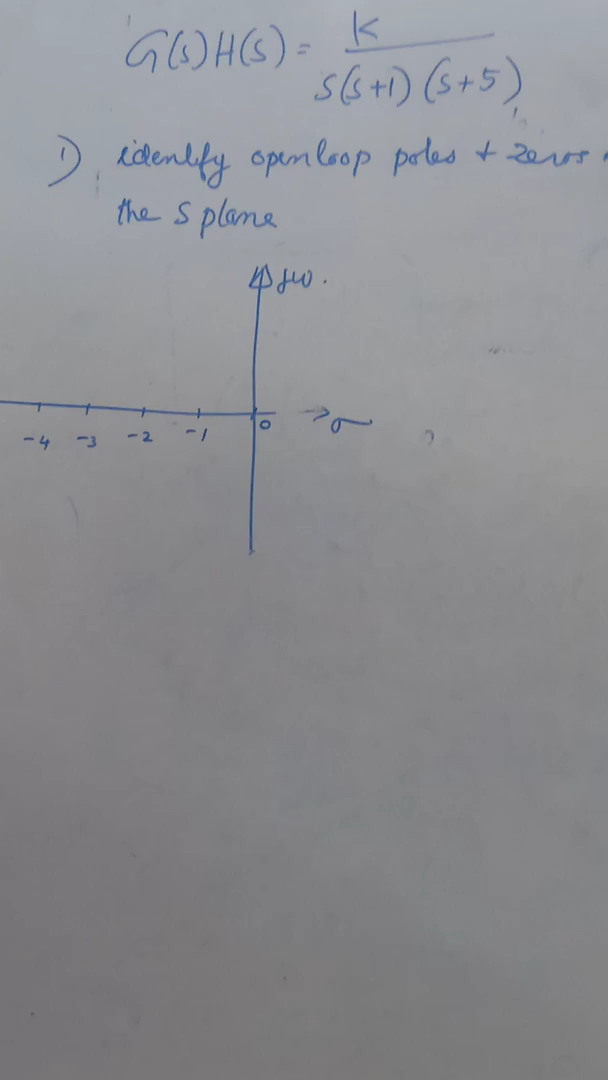 G(s)H(s) = K
s(s+1)(s+5)
1) identify openloop poles + zeros
the s plane
jω.
-4 -3 -2 -1 0 → σ